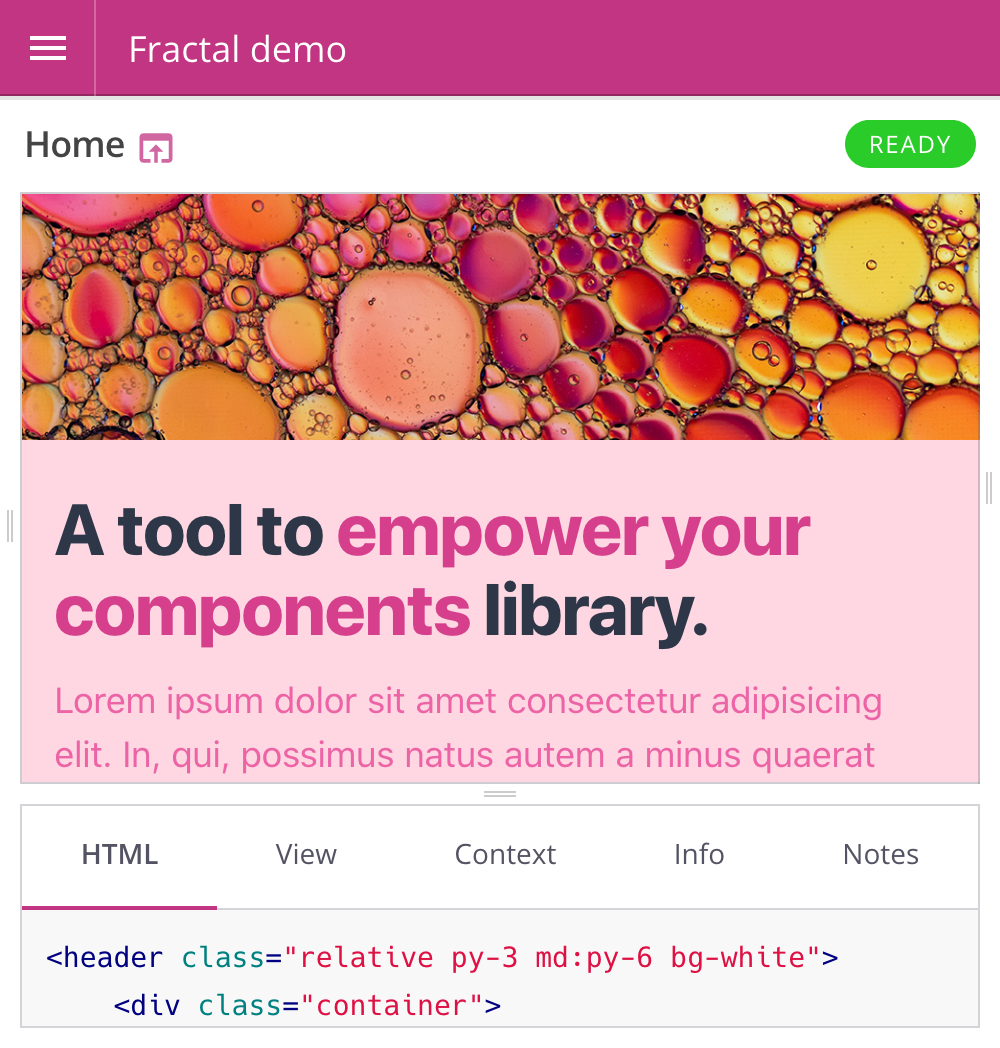 Fractal demo
Home
READY
A tool to empower your
components library.
Lorem ipsum dolor sit amet consectetur adipisicing
elit. In, qui, possimus natus autem a minus quaerat
HTML View Context Info Notes
<header class="relative py-3 md:py-6 bg-white">
<div class="container">